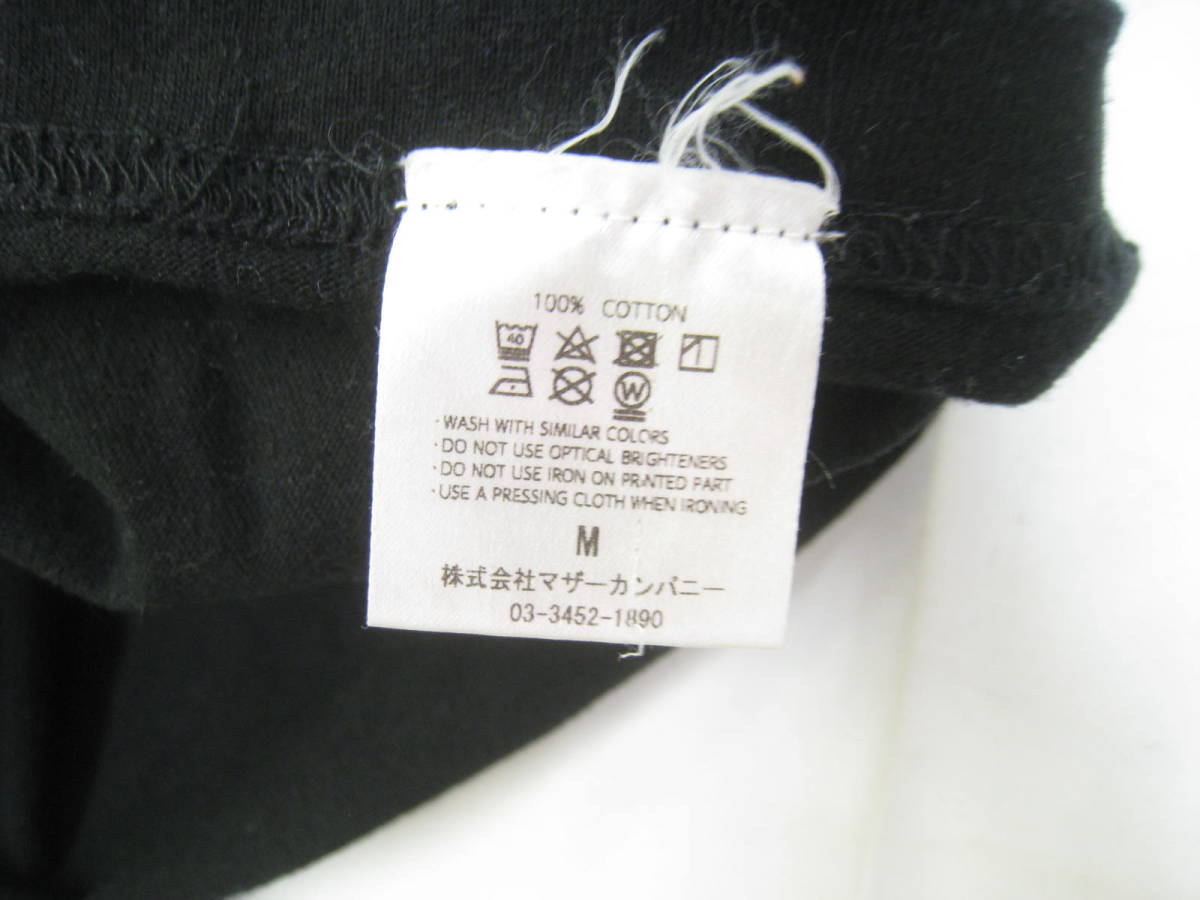 100% COTTON
40
W
·WASH WITH SIMILAR COLORS
·DO NOT USE OPTICAL BRIGHTENERS
·DO NOT USE IRON ON PRINTED PART
·USE A PRESSING CLOTH WHEN IRONING
M
株式会社マザーカンパニー
03-3452-1890